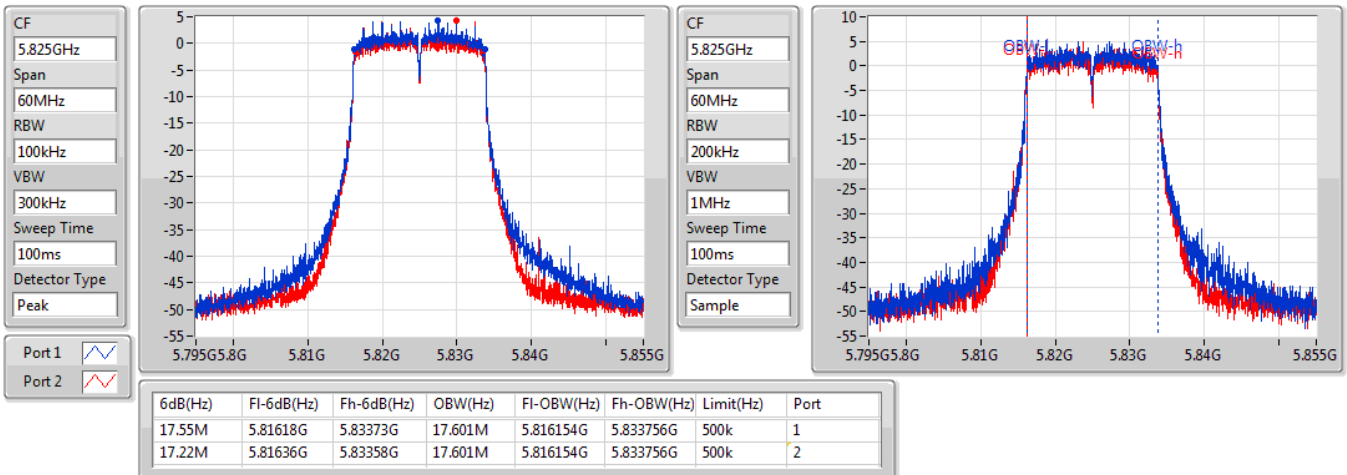 CF
5.825GHz
Span
60MHz
RBW
100kHz
VBW
300kHz
Sweep Time
100ms
Detector Type
Peak
Port 1
Port 2
5
0
-5
-10
-15
-20
-25
-30
-35
-40
-45
-50
-55
5.795G 5.8G 5.81G 5.82G 5.83G 5.84G 5.855G
CF
5.825GHz
Span
60MHz
RBW
200kHz
VBW
1MHz
Sweep Time
100ms
Detector Type
Sample
10
5
0
-5
-10
-15
-20
-25
-30
-35
-40
-45
-50
-55
OBW-l OBW-h
OBW-l OBW-h
5.795G 5.8G 5.81G 5.82G 5.83G 5.84G 5.855G
6dB(Hz) Fl-6dB(Hz) Fh-6dB(Hz) OBW(Hz) Fl-OBW(Hz) Fh-OBW(Hz) Limit(Hz) Port
17.55M 5.81618G 5.83373G 17.601M 5.816154G 5.833756G 500k 1
17.22M 5.81636G 5.83358G 17.601M 5.816154G 5.833756G 500k 2